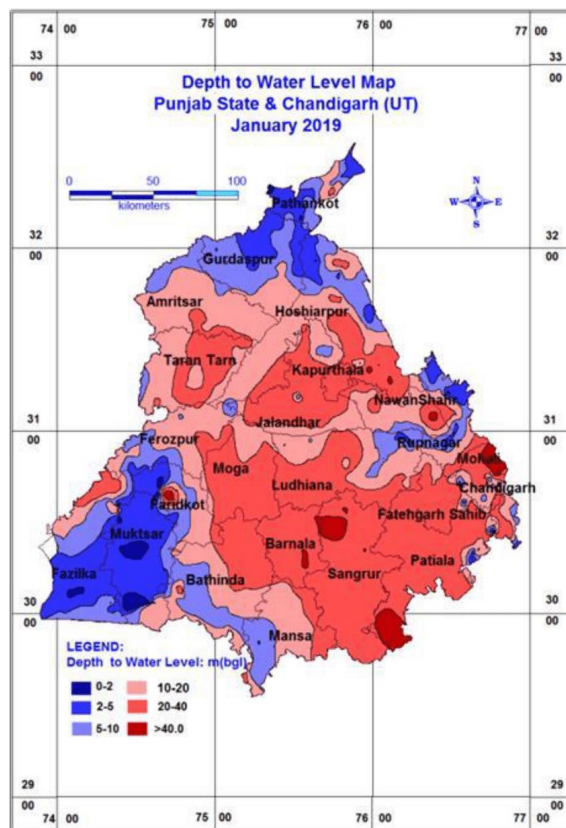 74 00
75 00
76 00
77 00
33 00
33 00
Depth to Water Level Map
Punjab State & Chandigarh (UT)
January 2019
0 50 100
kilometers
N
W E
S
Pathankot
32 00
32 00
Gurdaspur
Amritsar
Hoshiarpur
Taran Tarn
Kapurthala
NawanShahr
31 00
31 00
Jalandhar
Ferozpur
Rupnagar
Moga
Mohali
Ludhiana
Chandigarh
Faridkot
Fatehgarh Sahib
Muktsar
Barnala
Patiala
Fazilka
Bathinda
Sangrur
30 00
30 00
Mansa
LEGEND:
Depth to Water Level: m(bgl)
0-2 10-20
2-5 20-40
5-10 >40.0
29 00
29 00
74 00
75 00
76 00
77 00